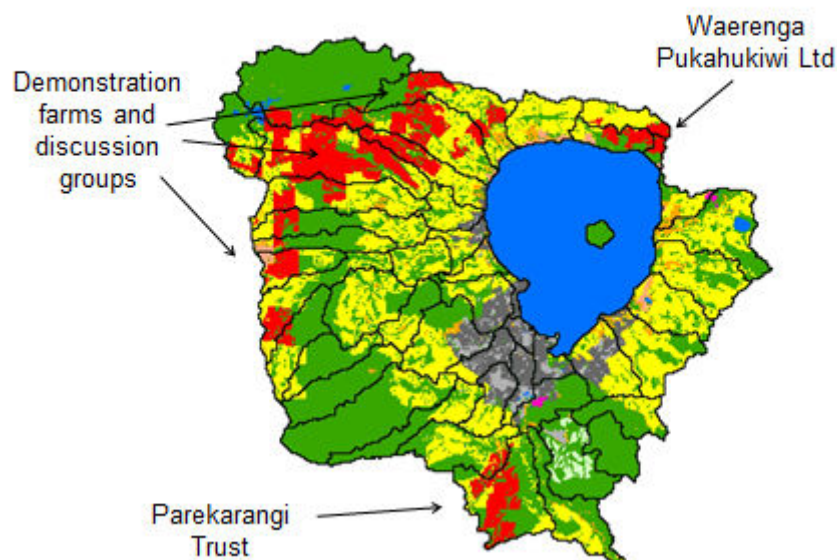 Waerenga
Pukahukiwi Ltd
Demonstration
farms and
discussion
groups
Parekarangi
Trust